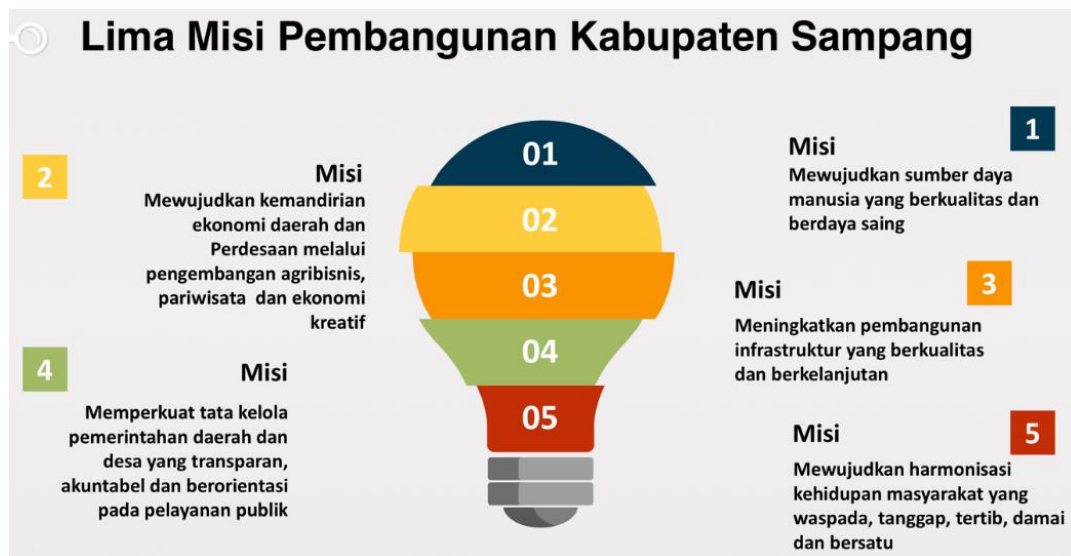 Lima Misi Pembangunan Kabupaten Sampang
1
Misi
Mewujudkan sumber daya
manusia yang berkualitas dan
berdaya saing
2
Misi
Mewujudkan kemandirian
ekonomi daerah dan
Perdesaan melalui
pengembangan agribisnis,
pariwisata dan ekonomi
kreatif
3
Misi
Meningkatkan pembangunan
infrastruktur yang berkualitas
dan berkelanjutan
4
Misi
Memperkuat tata kelola
pemerintahan daerah dan
desa yang transparan,
akuntabel dan berorientasi
pada pelayanan publik
5
Misi
Mewujudkan harmonisasi
kehidupan masyarakat yang
waspada, tanggap, tertib, damai
dan bersatu
01
02
03
04
05